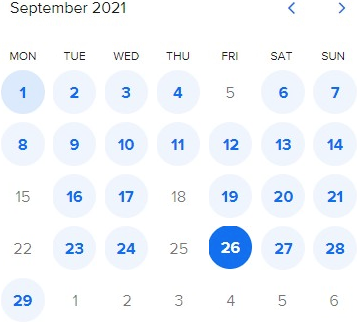 September 2021
MON TUE WED THU FRI SAT SUN
1 2 3 4 5 6 7
8 9 10 11 12 13 14
15 16 17 18 19 20 21
22 23 24 25 26 27 28
29 1 2 3 4 5 6